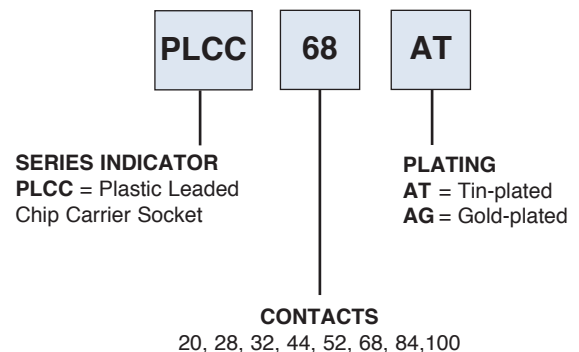 PLCC 68 AT
SERIES INDICATOR
PLCC = Plastic Leaded
Chip Carrier Socket
PLATING
AT = Tin-plated
AG = Gold-plated
CONTACTS
20, 28, 32, 44, 52, 68, 84,100